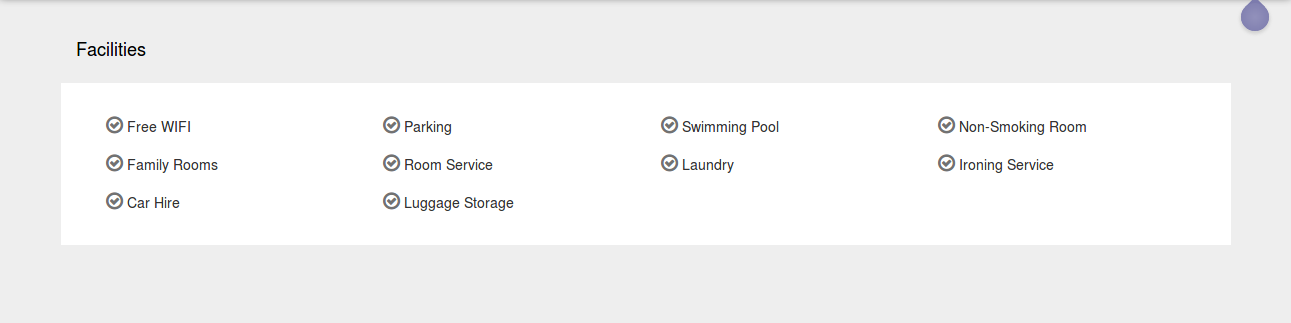 Facilities
Free WIFI Parking Swimming Pool Non-Smoking Room
Family Rooms Room Service Laundry Ironing Service
Car Hire Luggage Storage